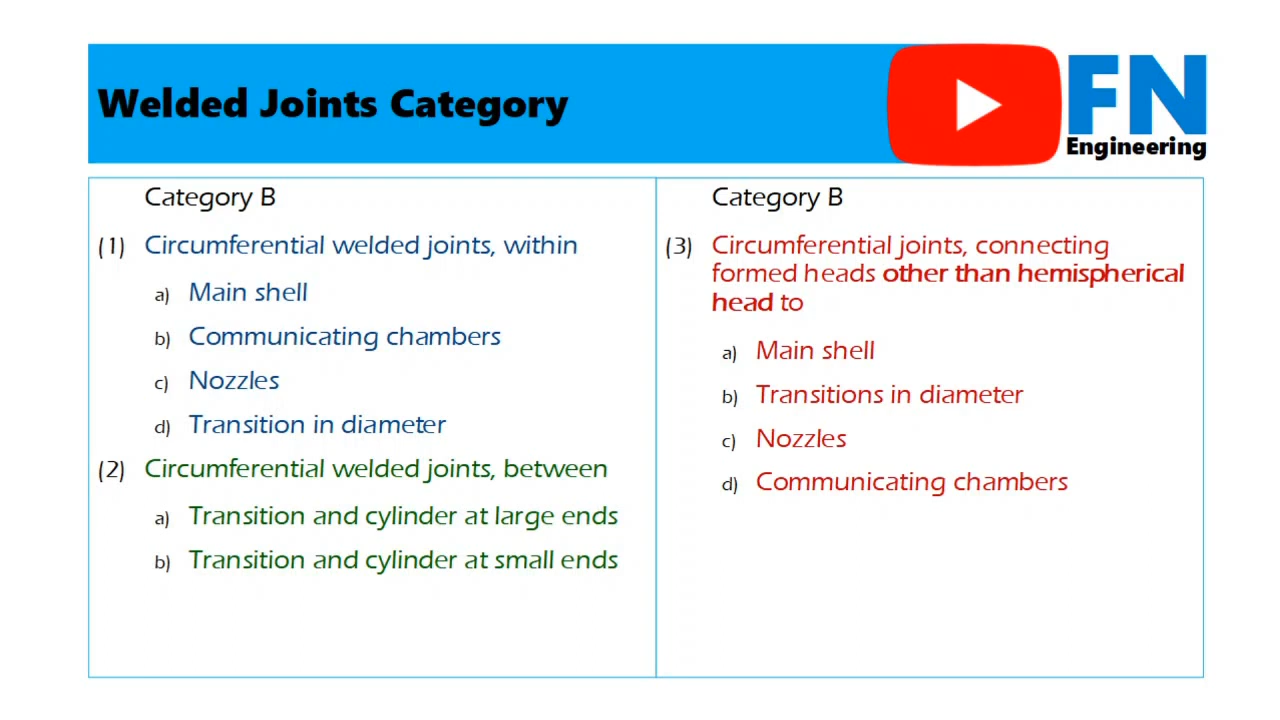 Welded Joints Category
FN
Engineering
Category B
(1) Circumferential welded joints, within
a) Main shell
b) Communicating chambers
c) Nozzles
d) Transition in diameter
(2) Circumferential welded joints, between
a) Transition and cylinder at large ends
b) Transition and cylinder at small ends
Category B
(3) Circumferential joints, connecting
formed heads other than hemispherical
head to
a) Main shell
b) Transitions in diameter
c) Nozzles
d) Communicating chambers